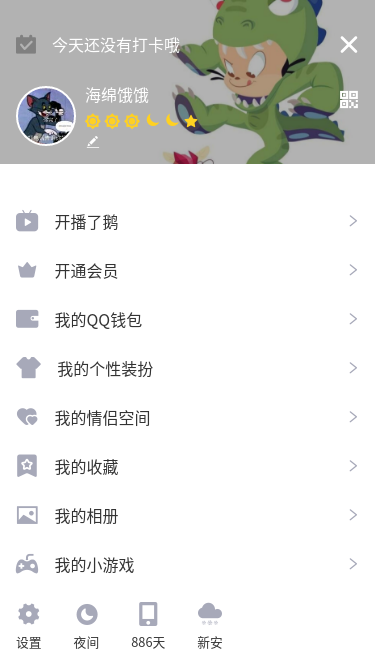 今天还没有打卡哦
海绵饿饿
开播了鹅
开通会员
我的QQ钱包
我的个性装扮
我的情侣空间
我的收藏
我的相册
我的小游戏
设置 夜间 886天 新安